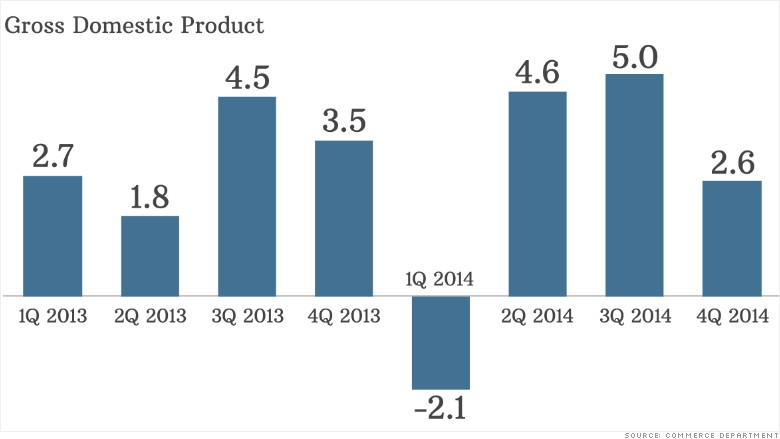 Gross Domestic Product
2.7
1.8
4.5
3.5
-2.1
4.6
5.0
2.6
1Q 2013
2Q 2013
3Q 2013
4Q 2013
1Q 2014
2Q 2014
3Q 2014
4Q 2014
SOURCE: COMMERCE DEPARTMENT